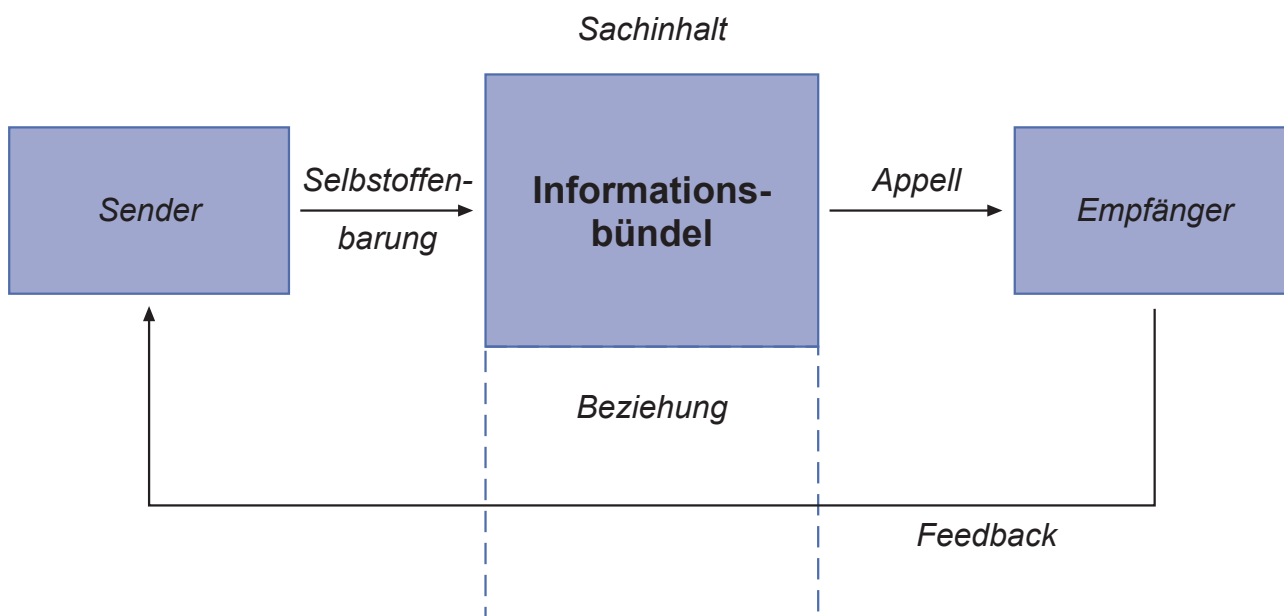 Sachinhalt
Sender
Selbstoffen-
barung
Informations-
bündel
Appell
Empfänger
Beziehung
Feedback